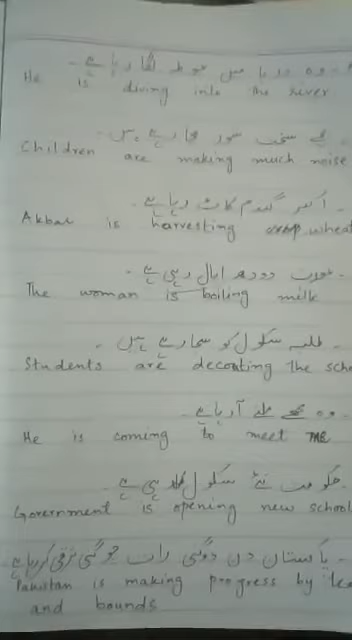 وہ دریا میں غوطہ لگا رہا ہے۔
He is diving into the river
بچے سخت شور مچا رہے ہیں۔
Children are making much noise
اکبر گندم کاٹ رہا ہے۔
Akbar is harvesting wheat
عورت دودھ ابال رہی ہے۔
The woman is boiling milk
طلبہ سکول کو سجا رہے ہیں۔
Students are decorating The scho
وہ مجھے ملنے آ رہا ہے۔
He is coming to meet me
حکومت نئے سکول کھول رہی ہے۔
Government is opening new school
پاکستان دن دوگنی رات چوگنی ترقی کر رہا ہے
Pakistan is making progress by lea
and bounds